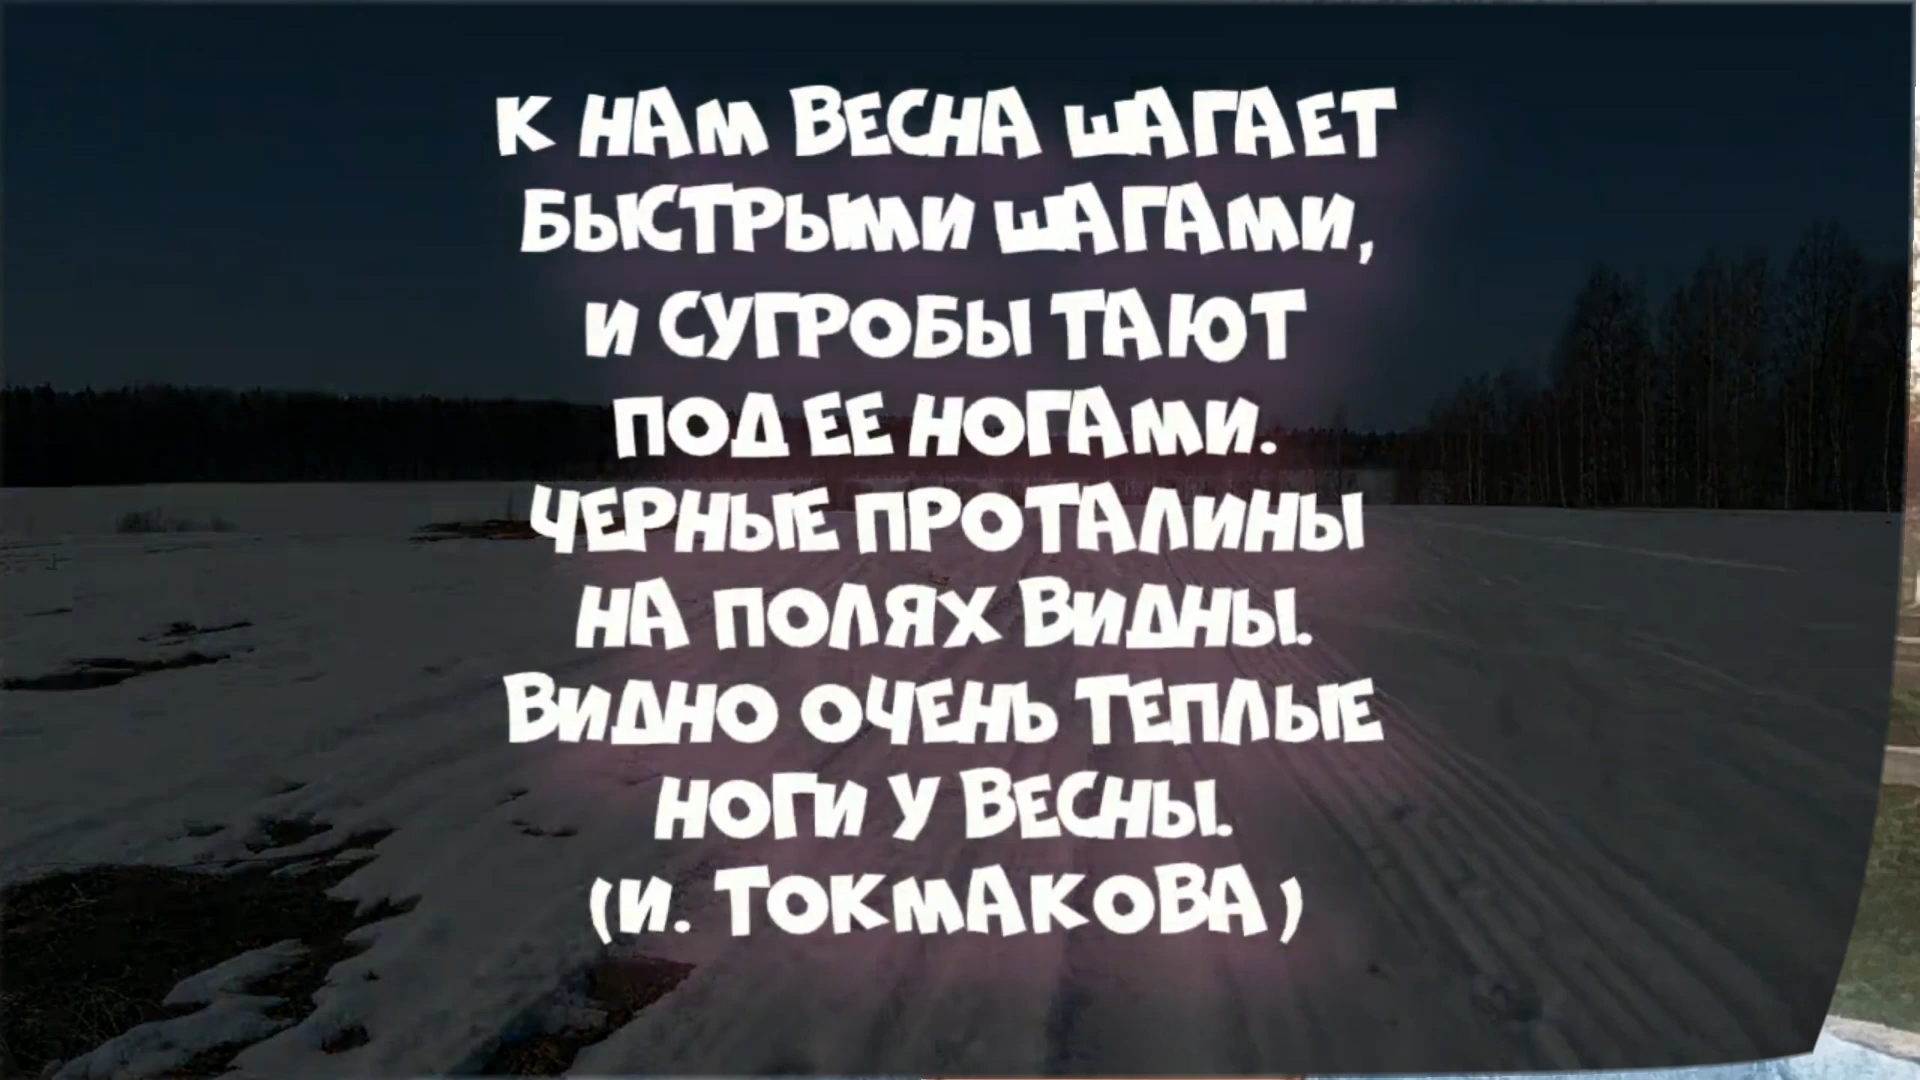 К НАМ ВЕСНА ШАГАЕТ
БЫСТРЫМИ ШАГАМИ,
И СУГРОБЫ ТАЮТ
ПОД ЕЕ НОГАМИ.
ЧЕРНЫЕ ПРОТАЛИНЫ
НА ПОЛЯХ ВИДНЫ.
ВИДНО ОЧЕНЬ ТЕПЛЫЕ
НОГИ У ВЕСНЫ.
(И. ТОКМАКОВА)